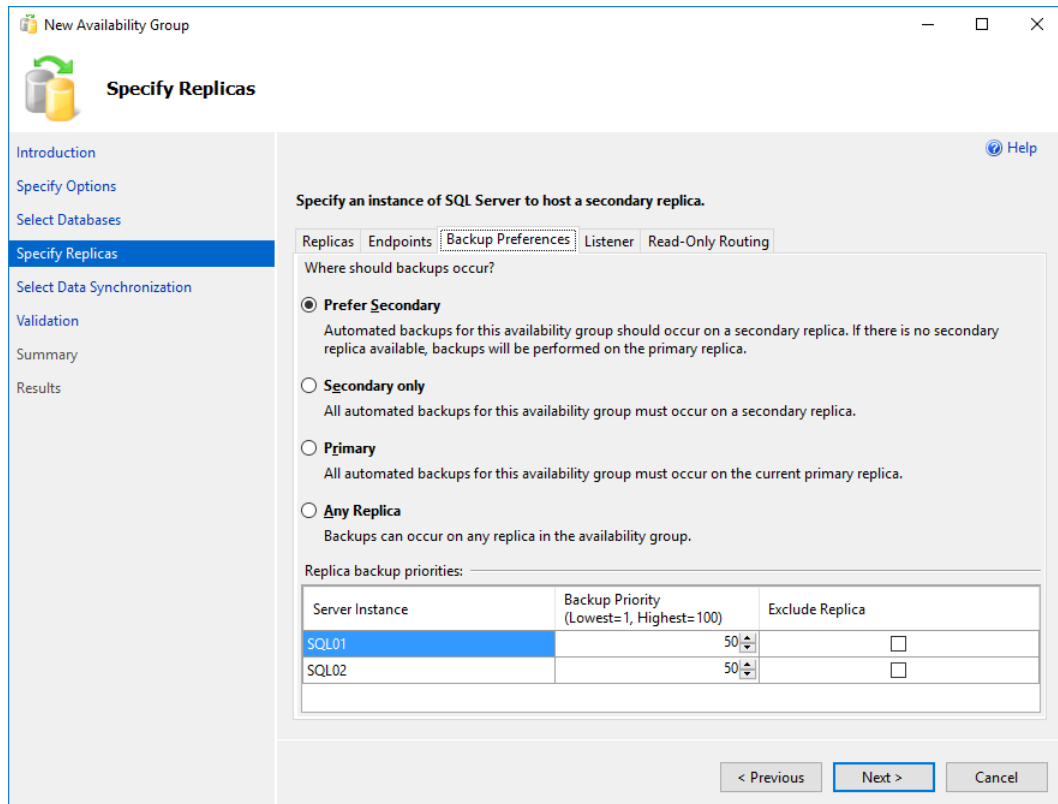 New Availability Group
Specify Replicas
Introduction
Specify Options
Select Databases
Specify Replicas
Select Data Synchronization
Validation
Summary
Results
Help
Specify an instance of SQL Server to host a secondary replica.
Replicas Endpoints Backup Preferences Listener Read-Only Routing
Where should backups occur?
Prefer Secondary
Automated backups for this availability group should occur on a secondary replica. If there is no secondary
replica available, backups will be performed on the primary replica.
Secondary only
All automated backups for this availability group must occur on a secondary replica.
Primary
All automated backups for this availability group must occur on the current primary replica.
Any Replica
Backups can occur on any replica in the availability group.
Replica backup priorities:
Server Instance
Backup Priority
(Lowest=1, Highest=100)
Exclude Replica
SQL01 50
SQL02 50
< Previous Next > Cancel